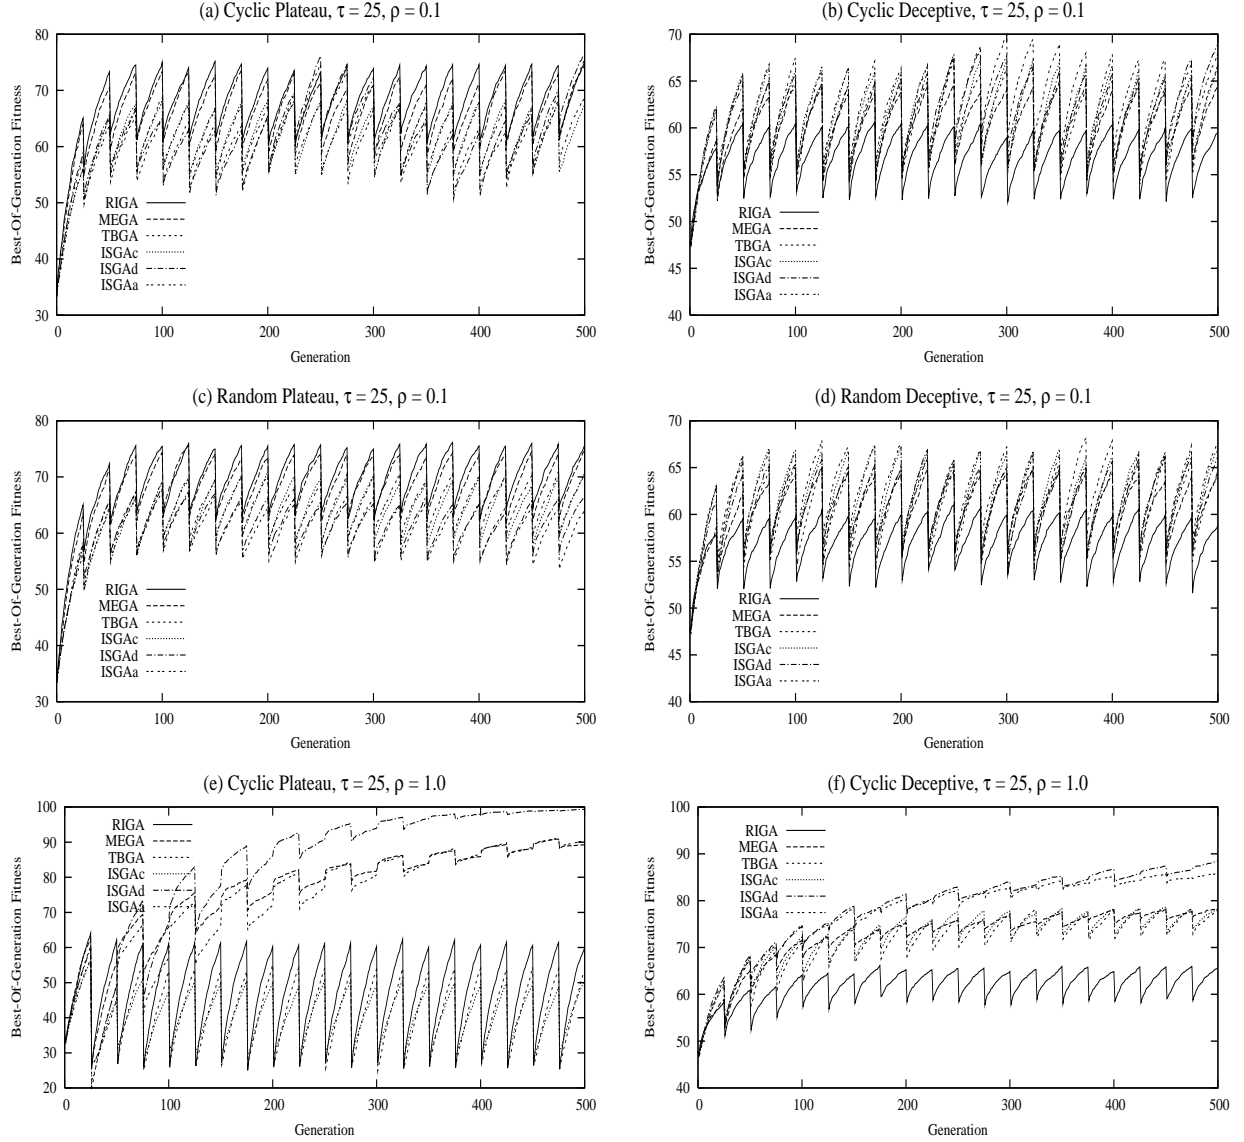 (a) Cyclic Plateau, τ = 25, ρ = 0.1
80
70
60
50
40
30
Best-Of-Generation Fitness
RIGA
MEGA
TBGA
ISGAc
ISGAd
ISGAa
0
100
200
300
400
500
Generation
(b) Cyclic Deceptive, τ = 25, ρ = 0.1
70
65
60
55
50
45
40
Best-Of-Generation Fitness
RIGA
MEGA
TBGA
ISGAc
ISGAd
ISGAa
0
100
200
300
400
500
Generation
(c) Random Plateau, τ = 25, ρ = 0.1
80
70
60
50
40
30
Best-Of-Generation Fitness
RIGA
MEGA
TBGA
ISGAc
ISGAd
ISGAa
0
100
200
300
400
500
Generation
(d) Random Deceptive, τ = 25, ρ = 0.1
70
65
60
55
50
45
40
Best-Of-Generation Fitness
RIGA
MEGA
TBGA
ISGAc
ISGAd
ISGAa
0
100
200
300
400
500
Generation
(e) Cyclic Plateau, τ = 25, ρ = 1.0
100
90
80
70
60
50
40
30
20
Best-Of-Generation Fitness
RIGA
MEGA
TBGA
ISGAc
ISGAd
ISGAa
0
100
200
300
400
500
Generation
(f) Cyclic Deceptive, τ = 25, ρ = 1.0
100
90
80
70
60
50
40
Best-Of-Generation Fitness
RIGA
MEGA
TBGA
ISGAc
ISGAd
ISGAa
0
100
200
300
400
500
Generation